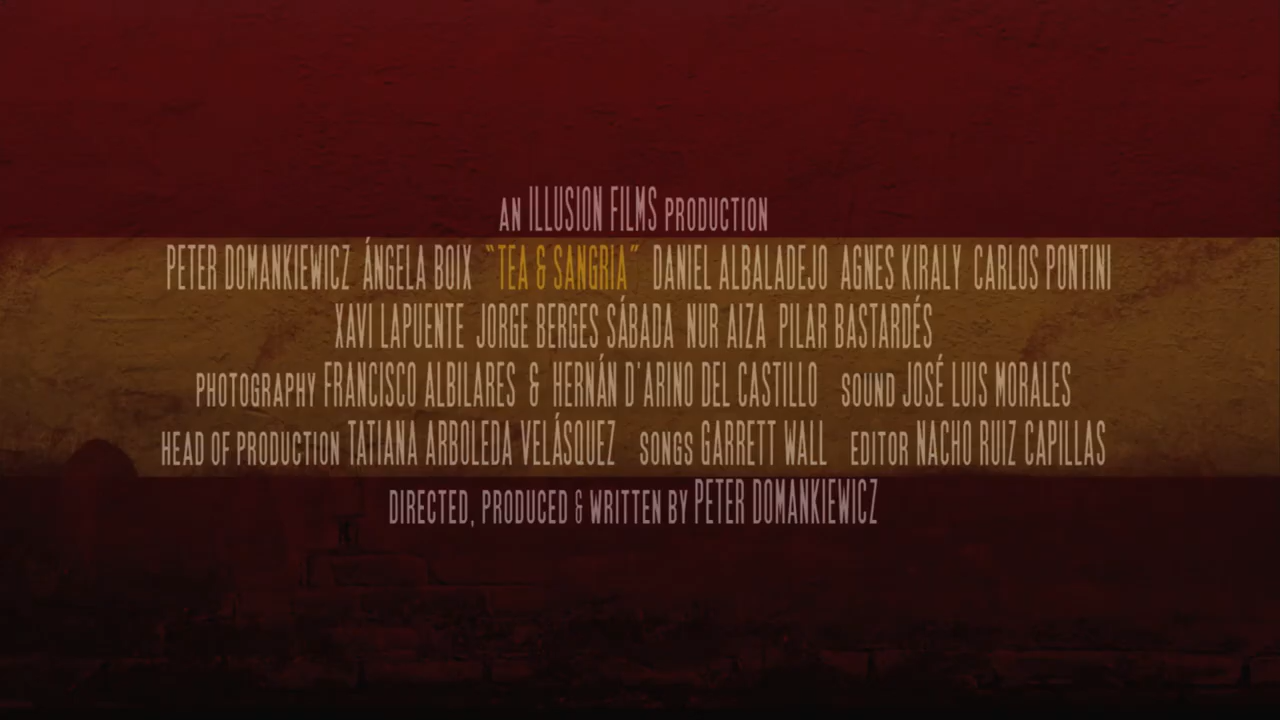 AN ILLUSION FILMS PRODUCTION
PETER DOMANKIEWICZ ÁNGELA BOIX "TEA & SANGRIA" DANIEL ALBALADEJO AGNES KIRALY CARLOS PONTINI
XAVI LAPUENTE JORGE BERGES SÁBADA NUR AIZA PILAR BASTARDÉS
PHOTOGRAPHY FRANCISCO ALBILARES & HERNÁN D'ARINO DEL CASTILLO SOUND JOSÉ LUIS MORALES
HEAD OF PRODUCTION TATIANA ARBOLEDA VELÁSQUEZ SONGS GARRETT WALL EDITOR NACHO RUIZ CAPILLAS
DIRECTED, PRODUCED & WRITTEN BY PETER DOMANKIEWICZ